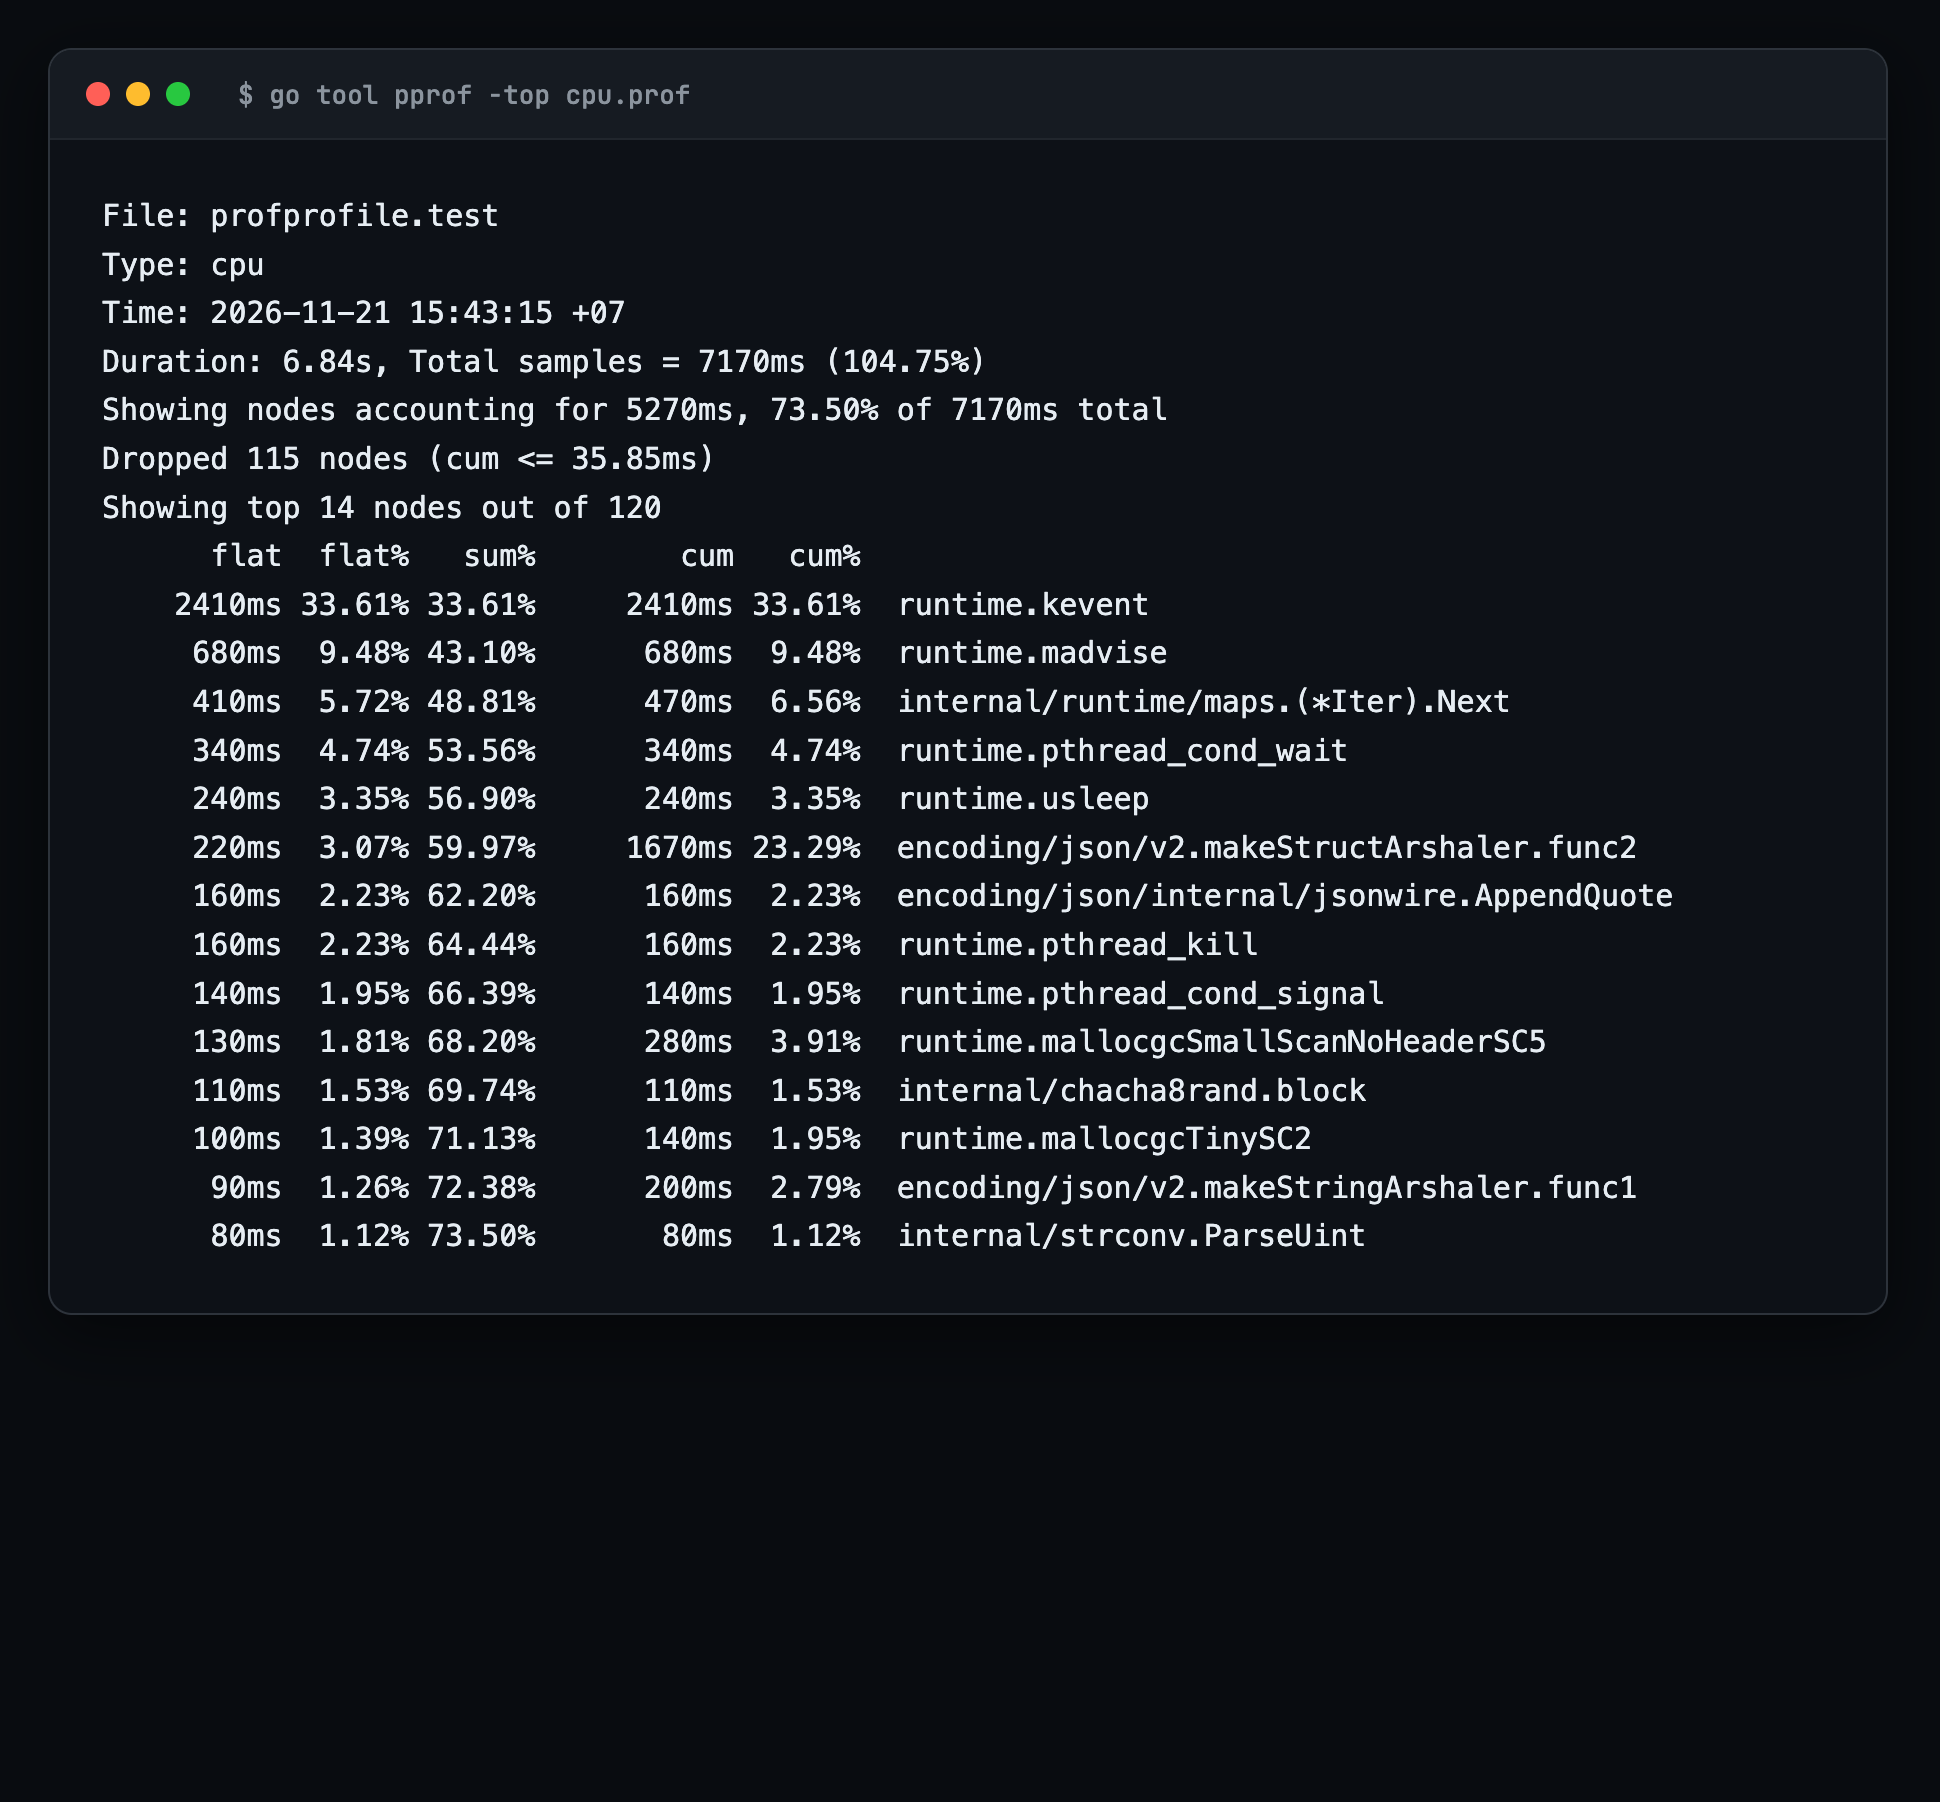 $ go tool pprof -top cpu.prof
File: profprofile.test
Type: cpu
Time: 2026-11-21 15:43:15 +07
Duration: 6.84s, Total samples = 7170ms (104.75%)
Showing nodes accounting for 5270ms, 73.50% of 7170ms total
Dropped 115 nodes (cum <= 35.85ms)
Showing top 14 nodes out of 120
      flat  flat%   sum%        cum   cum%
    2410ms 33.61% 33.61%     2410ms 33.61%  runtime.kevent
     680ms  9.48% 43.10%      680ms  9.48%  runtime.madvise
     410ms  5.72% 48.81%      470ms  6.56%  internal/runtime/maps.(*Iter).Next
     340ms  4.74% 53.56%      340ms  4.74%  runtime.pthread_cond_wait
     240ms  3.35% 56.90%      240ms  3.35%  runtime.usleep
     220ms  3.07% 59.97%     1670ms 23.29%  encoding/json/v2.makeStructArshaler.func2
     160ms  2.23% 62.20%      160ms  2.23%  encoding/json/internal/jsonwire.AppendQuote
     160ms  2.23% 64.44%      160ms  2.23%  runtime.pthread_kill
     140ms  1.95% 66.39%      140ms  1.95%  runtime.pthread_cond_signal
     130ms  1.81% 68.20%      280ms  3.91%  runtime.mallocgcSmallScanNoHeaderSC5
     110ms  1.53% 69.74%      110ms  1.53%  internal/chacha8rand.block
     100ms  1.39% 71.13%      140ms  1.95%  runtime.mallocgcTinySC2
      90ms  1.26% 72.38%      200ms  2.79%  encoding/json/v2.makeStringArshaler.func1
      80ms  1.12% 73.50%       80ms  1.12%  internal/strconv.ParseUint